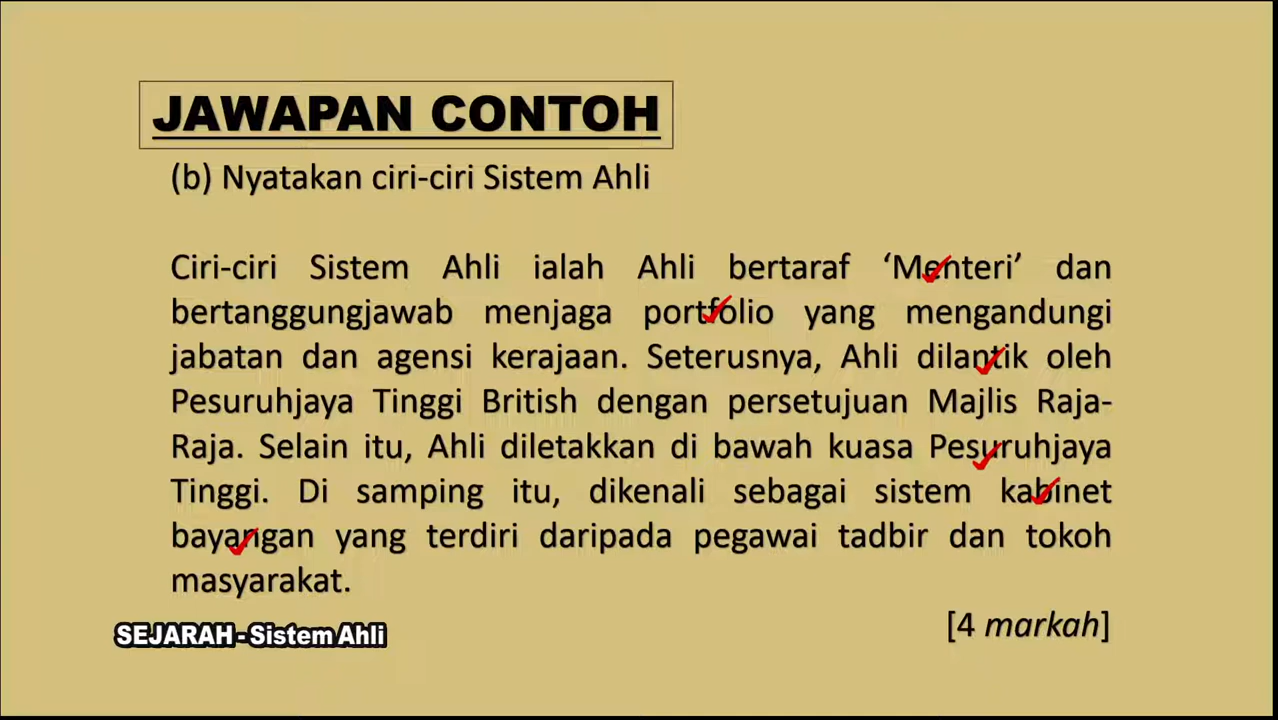 JAWAPAN CONTOH
(b) Nyatakan ciri-ciri Sistem Ahli
Ciri-ciri Sistem Ahli ialah Ahli bertaraf ‘Menteri’ dan
bertanggungjawab menjaga portfolio yang mengandungi
jabatan dan agensi kerajaan. Seterusnya, Ahli dilantik oleh
Pesuruhjaya Tinggi British dengan persetujuan Majlis Raja-
Raja. Selain itu, Ahli diletakkan di bawah kuasa Pesuruhjaya
Tinggi. Di samping itu, dikenali sebagai sistem kabinet
bayangan yang terdiri daripada pegawai tadbir dan tokoh
masyarakat.
[4 markah]
SEJARAH - Sistem Ahli